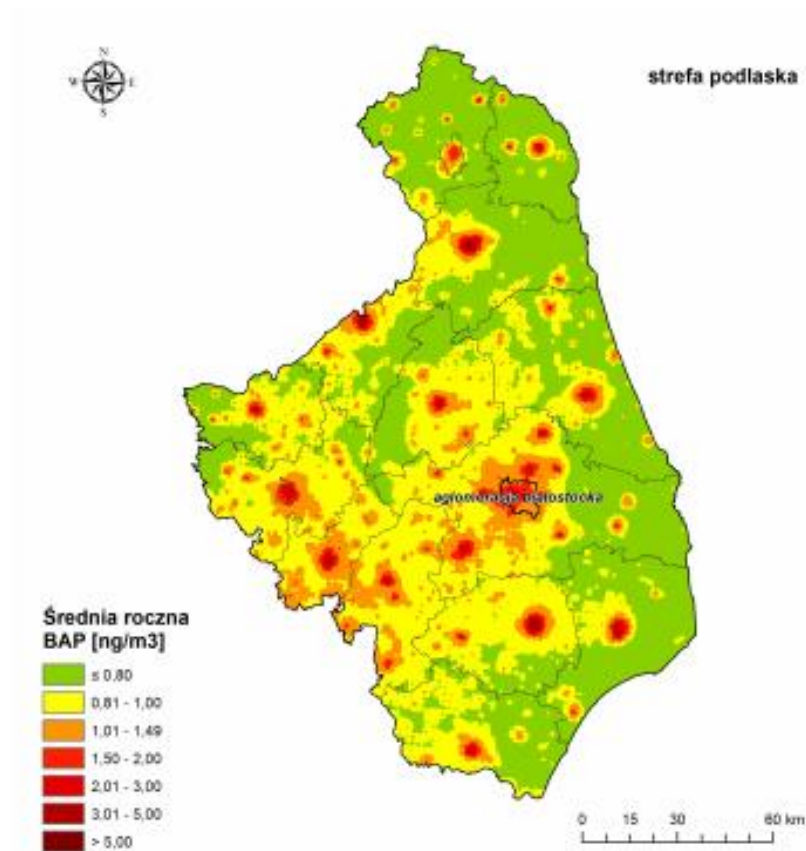 N
W E
S
strefa podlaska
aglomeracja białostocka
Średnia roczna
BAP [ng/m3]
≤ 0.80
0,81 - 1,00
1,01 - 1,49
1,50 - 2,00
2,01 - 3,00
3.01 - 5,00
> 5,00
0 15 30 60 km